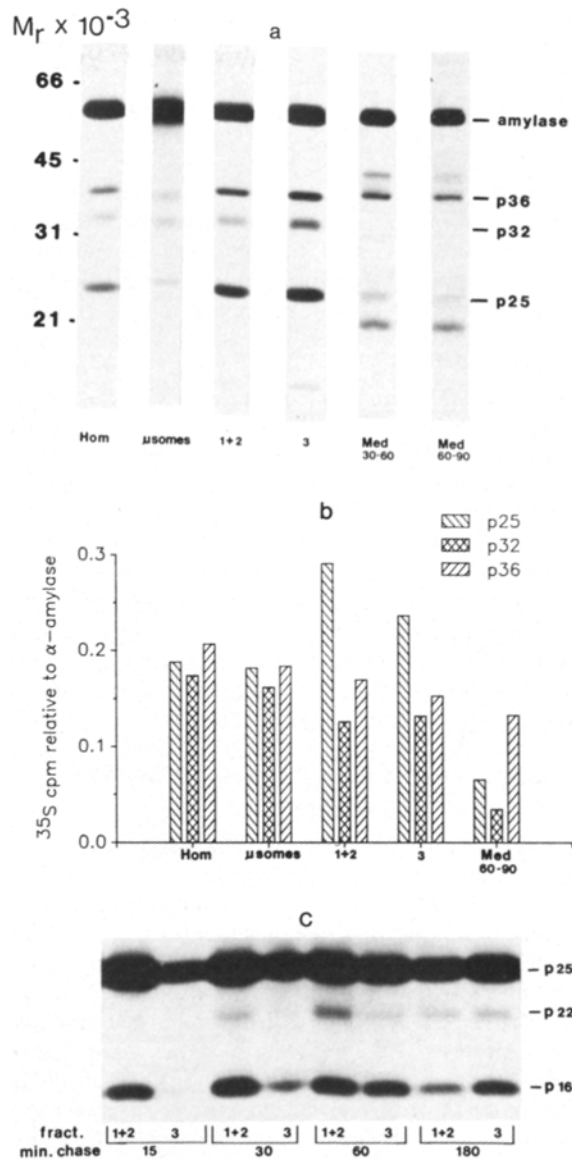 Mr x 10-3
a
66
45
31
21
amylase
p36
p32
p25
Hom µsomes 1+2 3 Med 30-60 Med 60-90
b
p25
p32
p36
35S cpm relative to α-amylase
0.3
0.2
0.1
0.0
Hom µsomes 1+2 3 Med 60-90
c
p25
p22
p16
fract. 1+2 3 1+2 3 1+2 3 1+2 3
min. chase 15 30 60 180